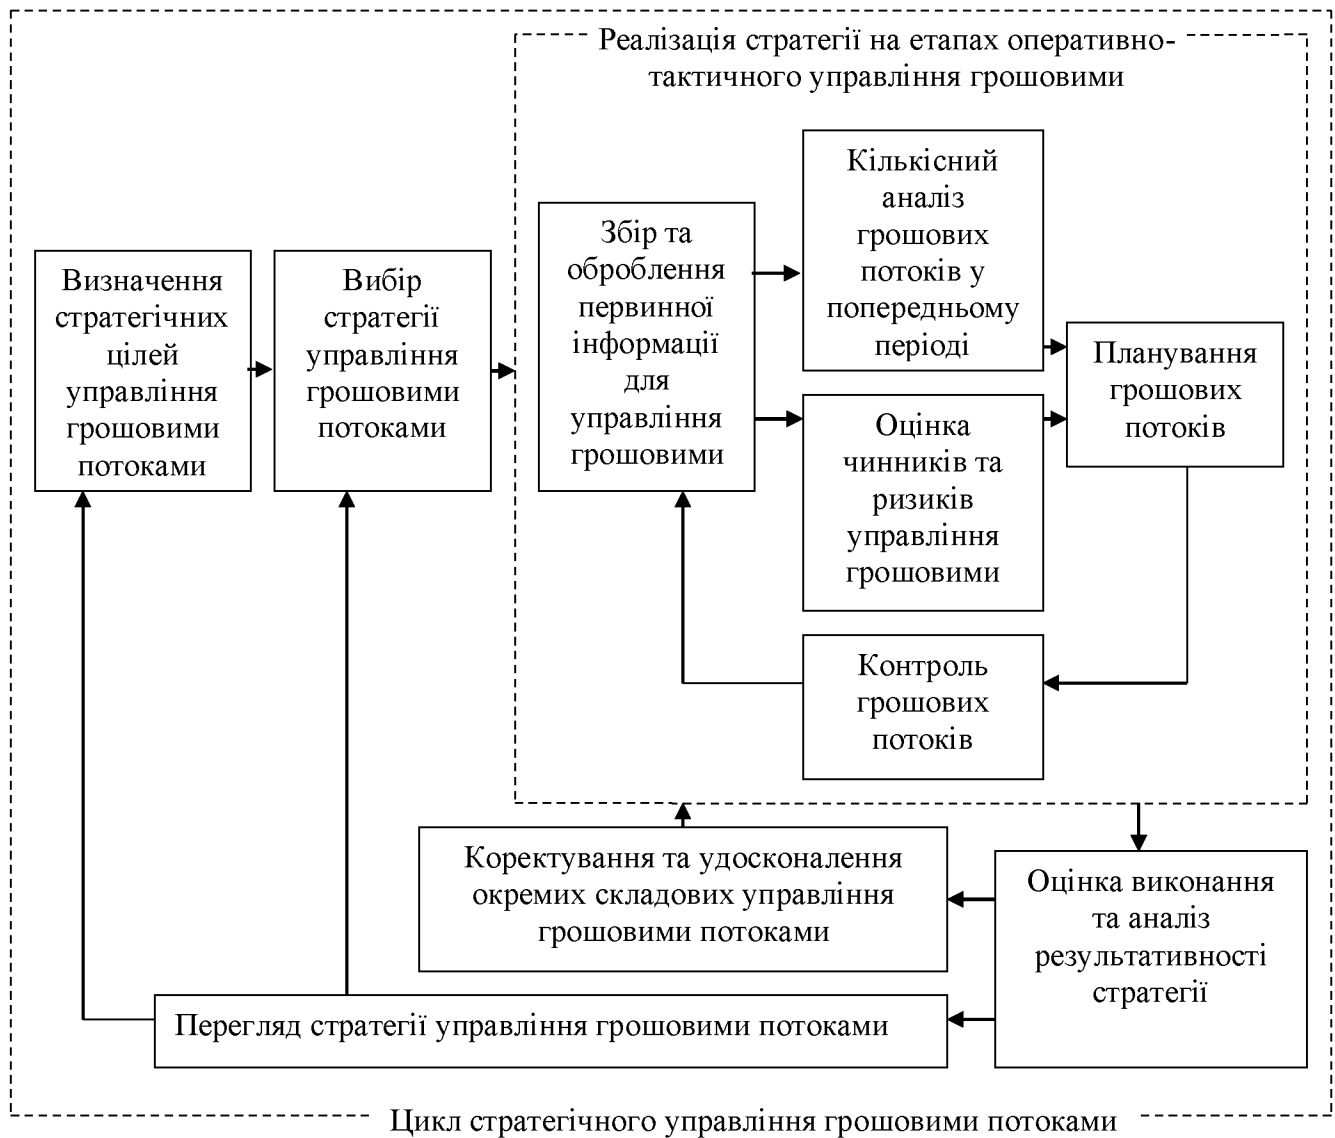 Реалізація стратегії на етапах оперативно-
тактичного управління грошовими
Визначення
стратегічних
цілей
управління
грошовими
потоками
Вибір
стратегії
управління
грошовими
потоками
Збір та
оброблення
первинної
інформації
для
управління
грошовими
Кількісний
аналіз
грошових
потоків у
попередньому
періоді
Оцінка
чинників та
ризиків
управління
грошовими
Планування
грошових
потоків
Контроль
грошових
потоків
Коректування та удосконалення
окремих складових управління
грошовими потоками
Оцінка виконання
та аналіз
результативності
стратегії
Перегляд стратегії управління грошовими потоками
Цикл стратегічного управління грошовими потоками